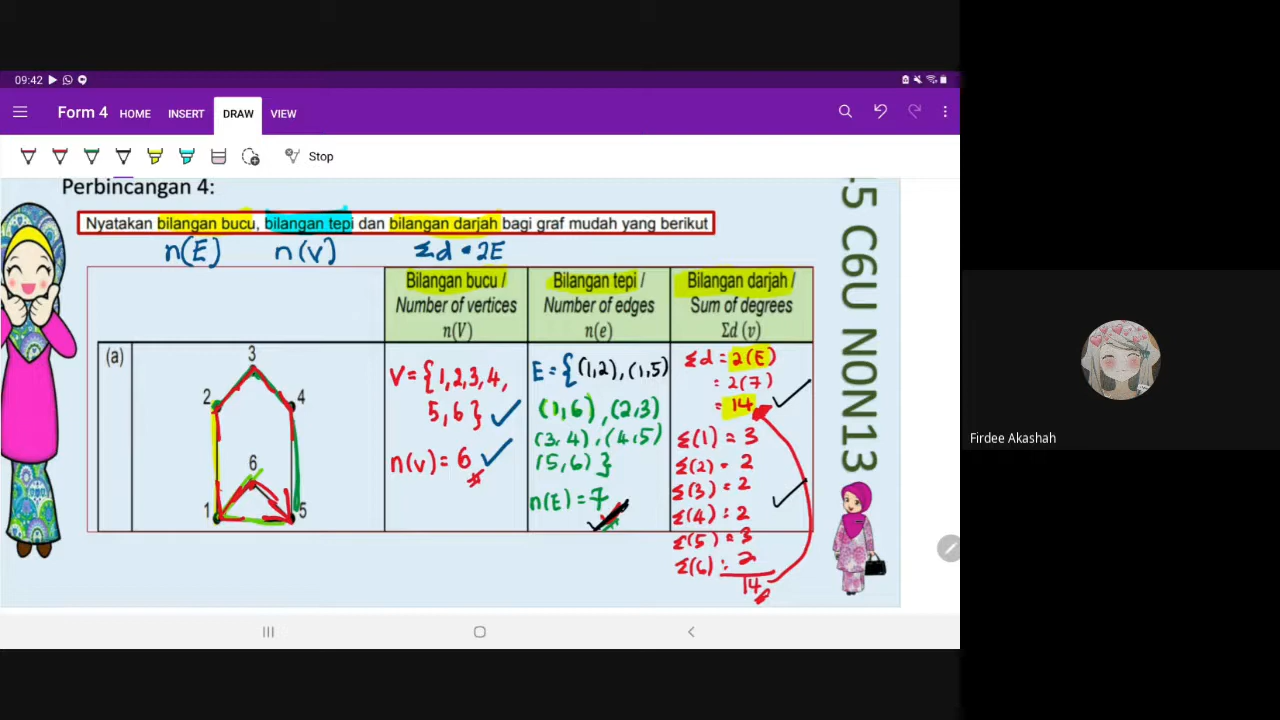 09:42
Form 4 HOME INSERT DRAW VIEW
Stop
Perbincangan 4:
Nyatakan bilangan bucu, bilangan tepi dan bilangan darjah bagi graf mudah yang berikut
n(E) n(v) Σd = 2E
Bilangan bucu /
Number of vertices
n(V)
Bilangan tepi /
Number of edges
n(e)
Bilangan darjah /
Sum of degrees
Σd (v)
(a)
3
2 4
6
1 5
V = { 1, 2, 3, 4,
5, 6 }
n(v) = 6
E = { (1,2), (1,5)
(1,6), (2,3)
(3,4), (4,5)
(5,6) }
n(E) = 7
Σd = 2(E)
= 2(7)
= 14
Σ(1) = 3
Σ(2) = 2
Σ(3) = 2
Σ(4) = 2
Σ(5) = 3
Σ(6) = 2
14
Firdee Akashah